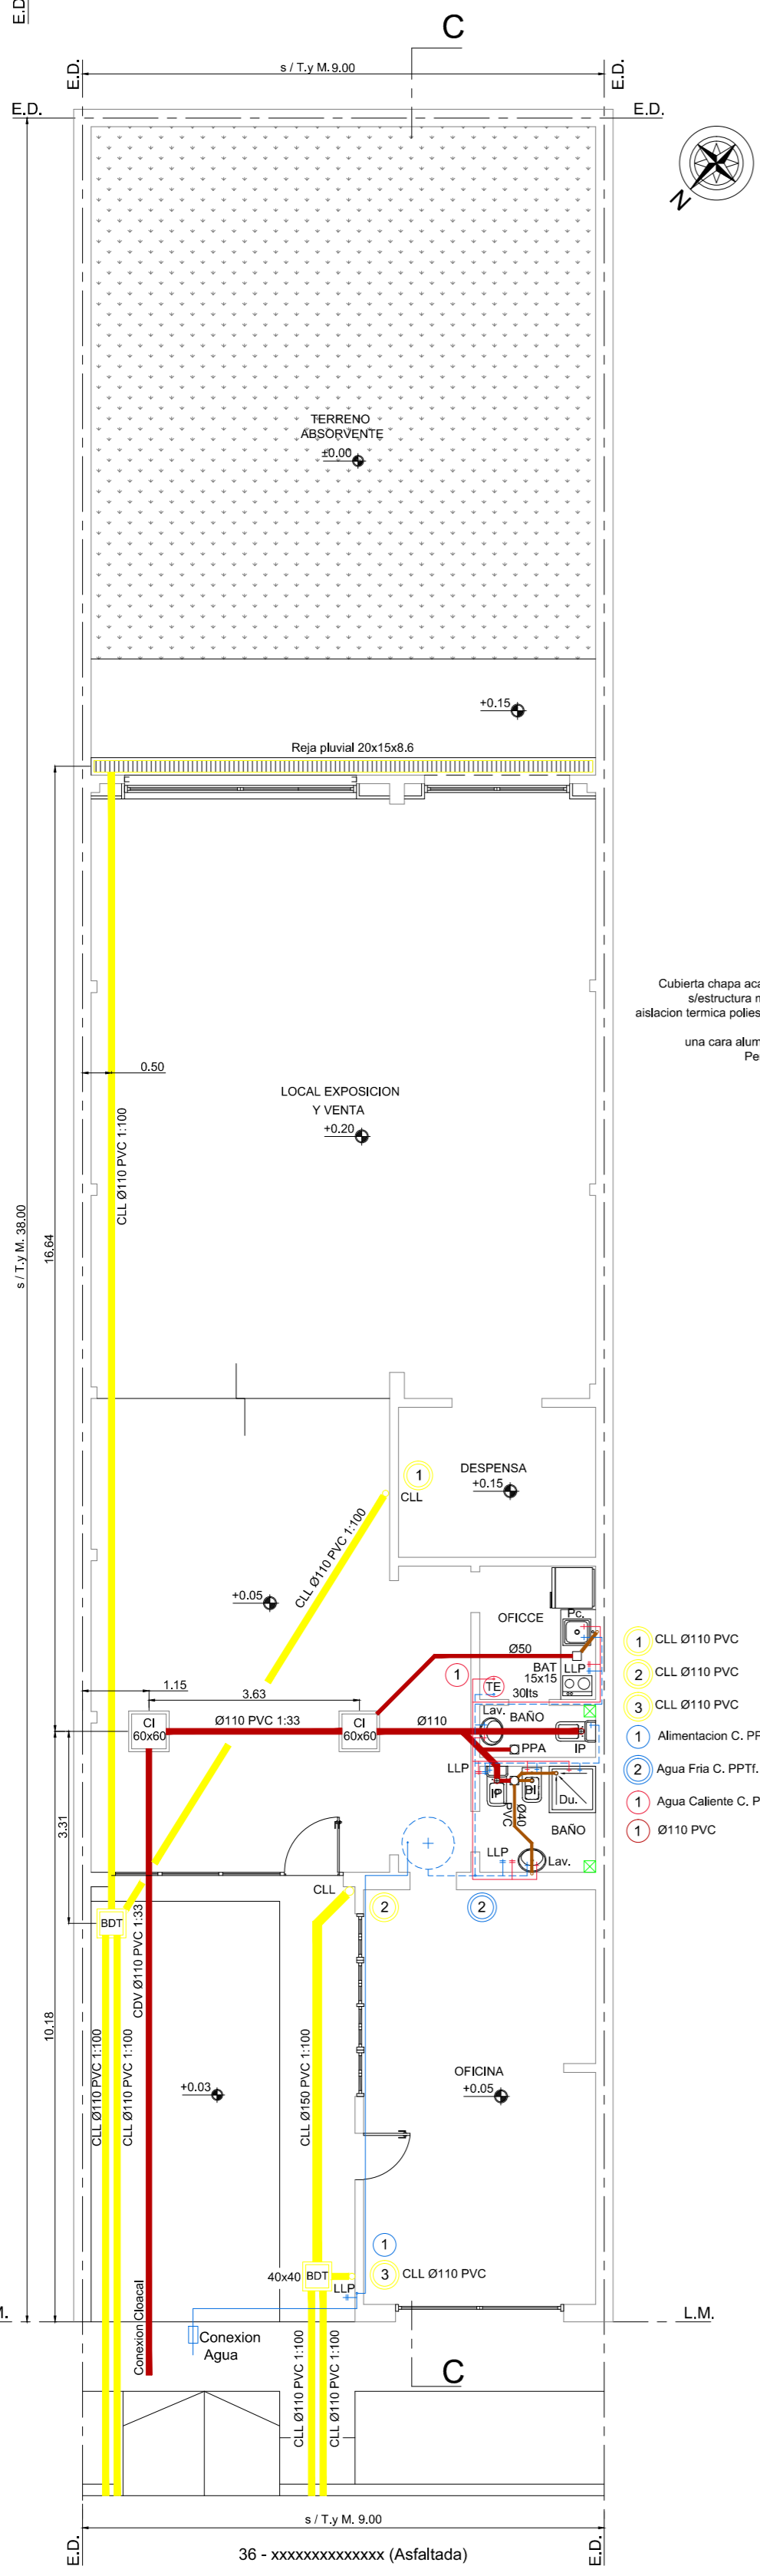 E.D.
C
s / T.y M. 9.00
E.D.
E.D.
E.D.
E.D.
N
TERRENO
ABSORVENTE
±0.00
+0.15
Reja pluvial 20x15x8.6
Cubierta chapa
s/estructura
aislacion termica
una cara
0.50
CLL Ø110 PVC 1:100
LOCAL EXPOSICION
Y VENTA
+0.20
s / T.y M. 38.00
16.64
1
CLL
DESPENSA
+0.15
CLL Ø110 PVC 1:100
+0.05
OFICCE
Pc.
Ø50
BAT
15x15
LLP
1
TE
30lts
1 CLL Ø110 PVC
2 CLL Ø110 PVC
3 CLL Ø110 PVC
1 Alimentacion C.
2 Agua Fria C. PPTf.
1 Agua Caliente C.
1 Ø110 PVC
1.15
3.63
CI
60x60
Ø110 PVC 1:33
CI
60x60
Ø110
Lav.
BAÑO
PPA
IP
LLP
IP
BI
Du.
PVC
Ø40
BAÑO
LLP
Lav.
3.31
CLL
2
2
BDT
CDV Ø110 PVC 1:33
10.18
CLL Ø110 PVC 1:100
CLL Ø110 PVC 1:100
+0.03
CLL Ø150 PVC 1:100
OFICINA
+0.05
1
40x40
BDT
3 CLL Ø110 PVC
LLP
Conexion Cloacal
Conexion
Agua
L.M.
CLL Ø110 PVC 1:100
CLL Ø110 PVC 1:100
C
s / T.y M. 9.00
E.D.
E.D.
36 - xxxxxxxxxxxxxx (Asfaltada)